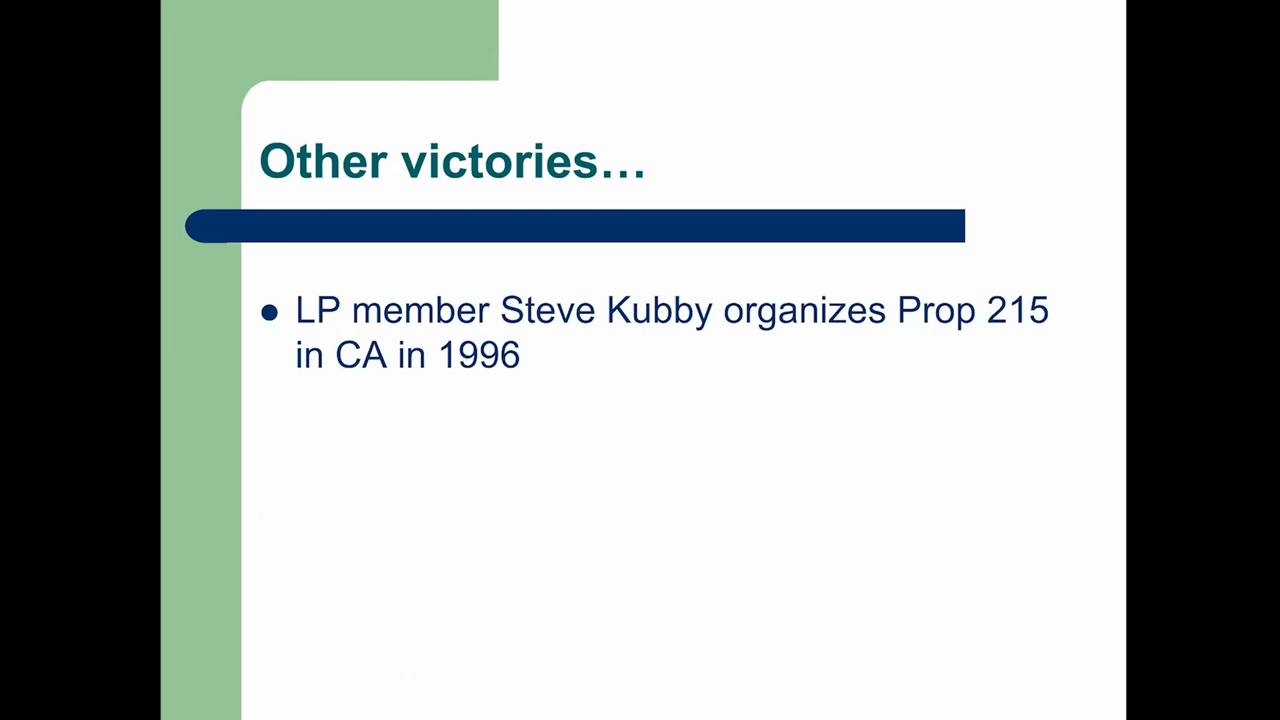 Other victories…
● LP member Steve Kubby organizes Prop 215
in CA in 1996